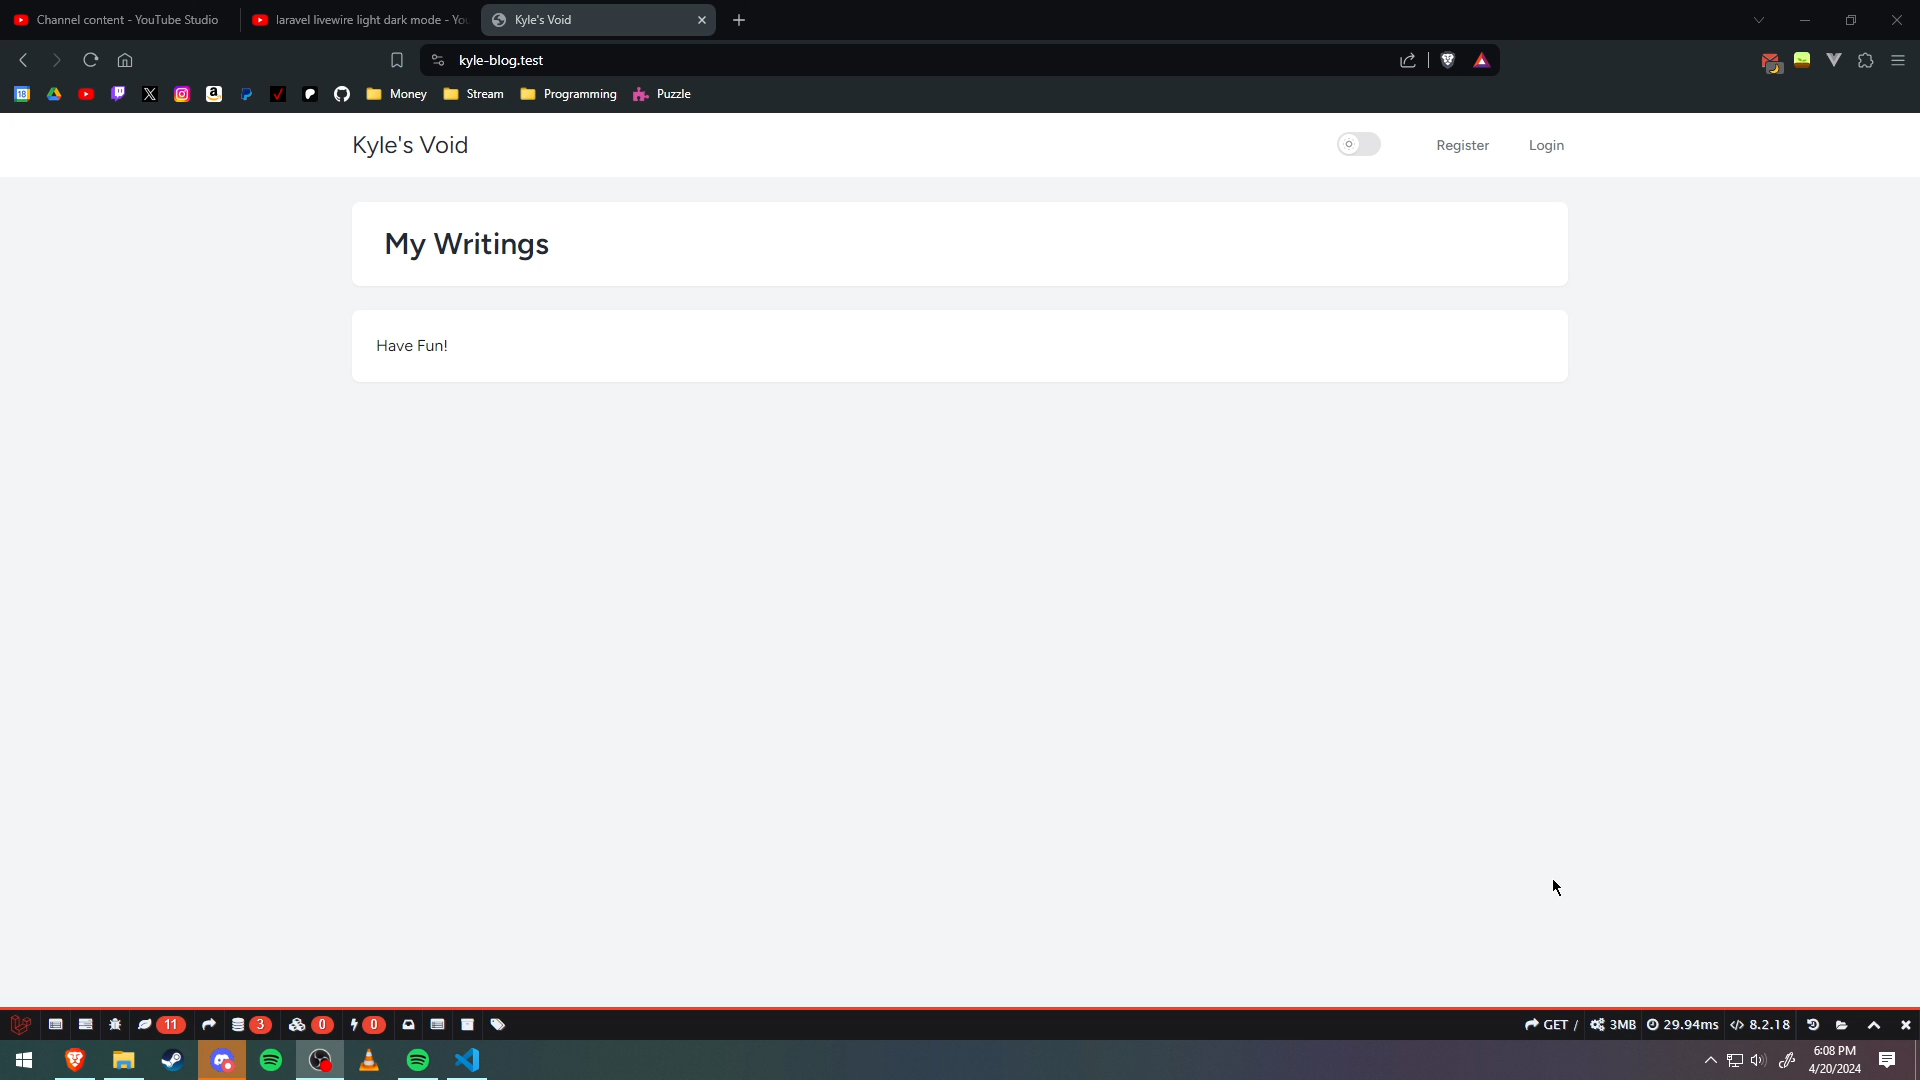 Channel content - YouTube Studio
laravel livewire light dark mode - You
Kyle's Void
kyle-blog.test
18
Money
Stream
Programming
Puzzle
Kyle's Void
Register
Login
My Writings
Have Fun!
11
3
0
0
GET /
3MB
29.94ms
8.2.18
6:08 PM
4/20/2024